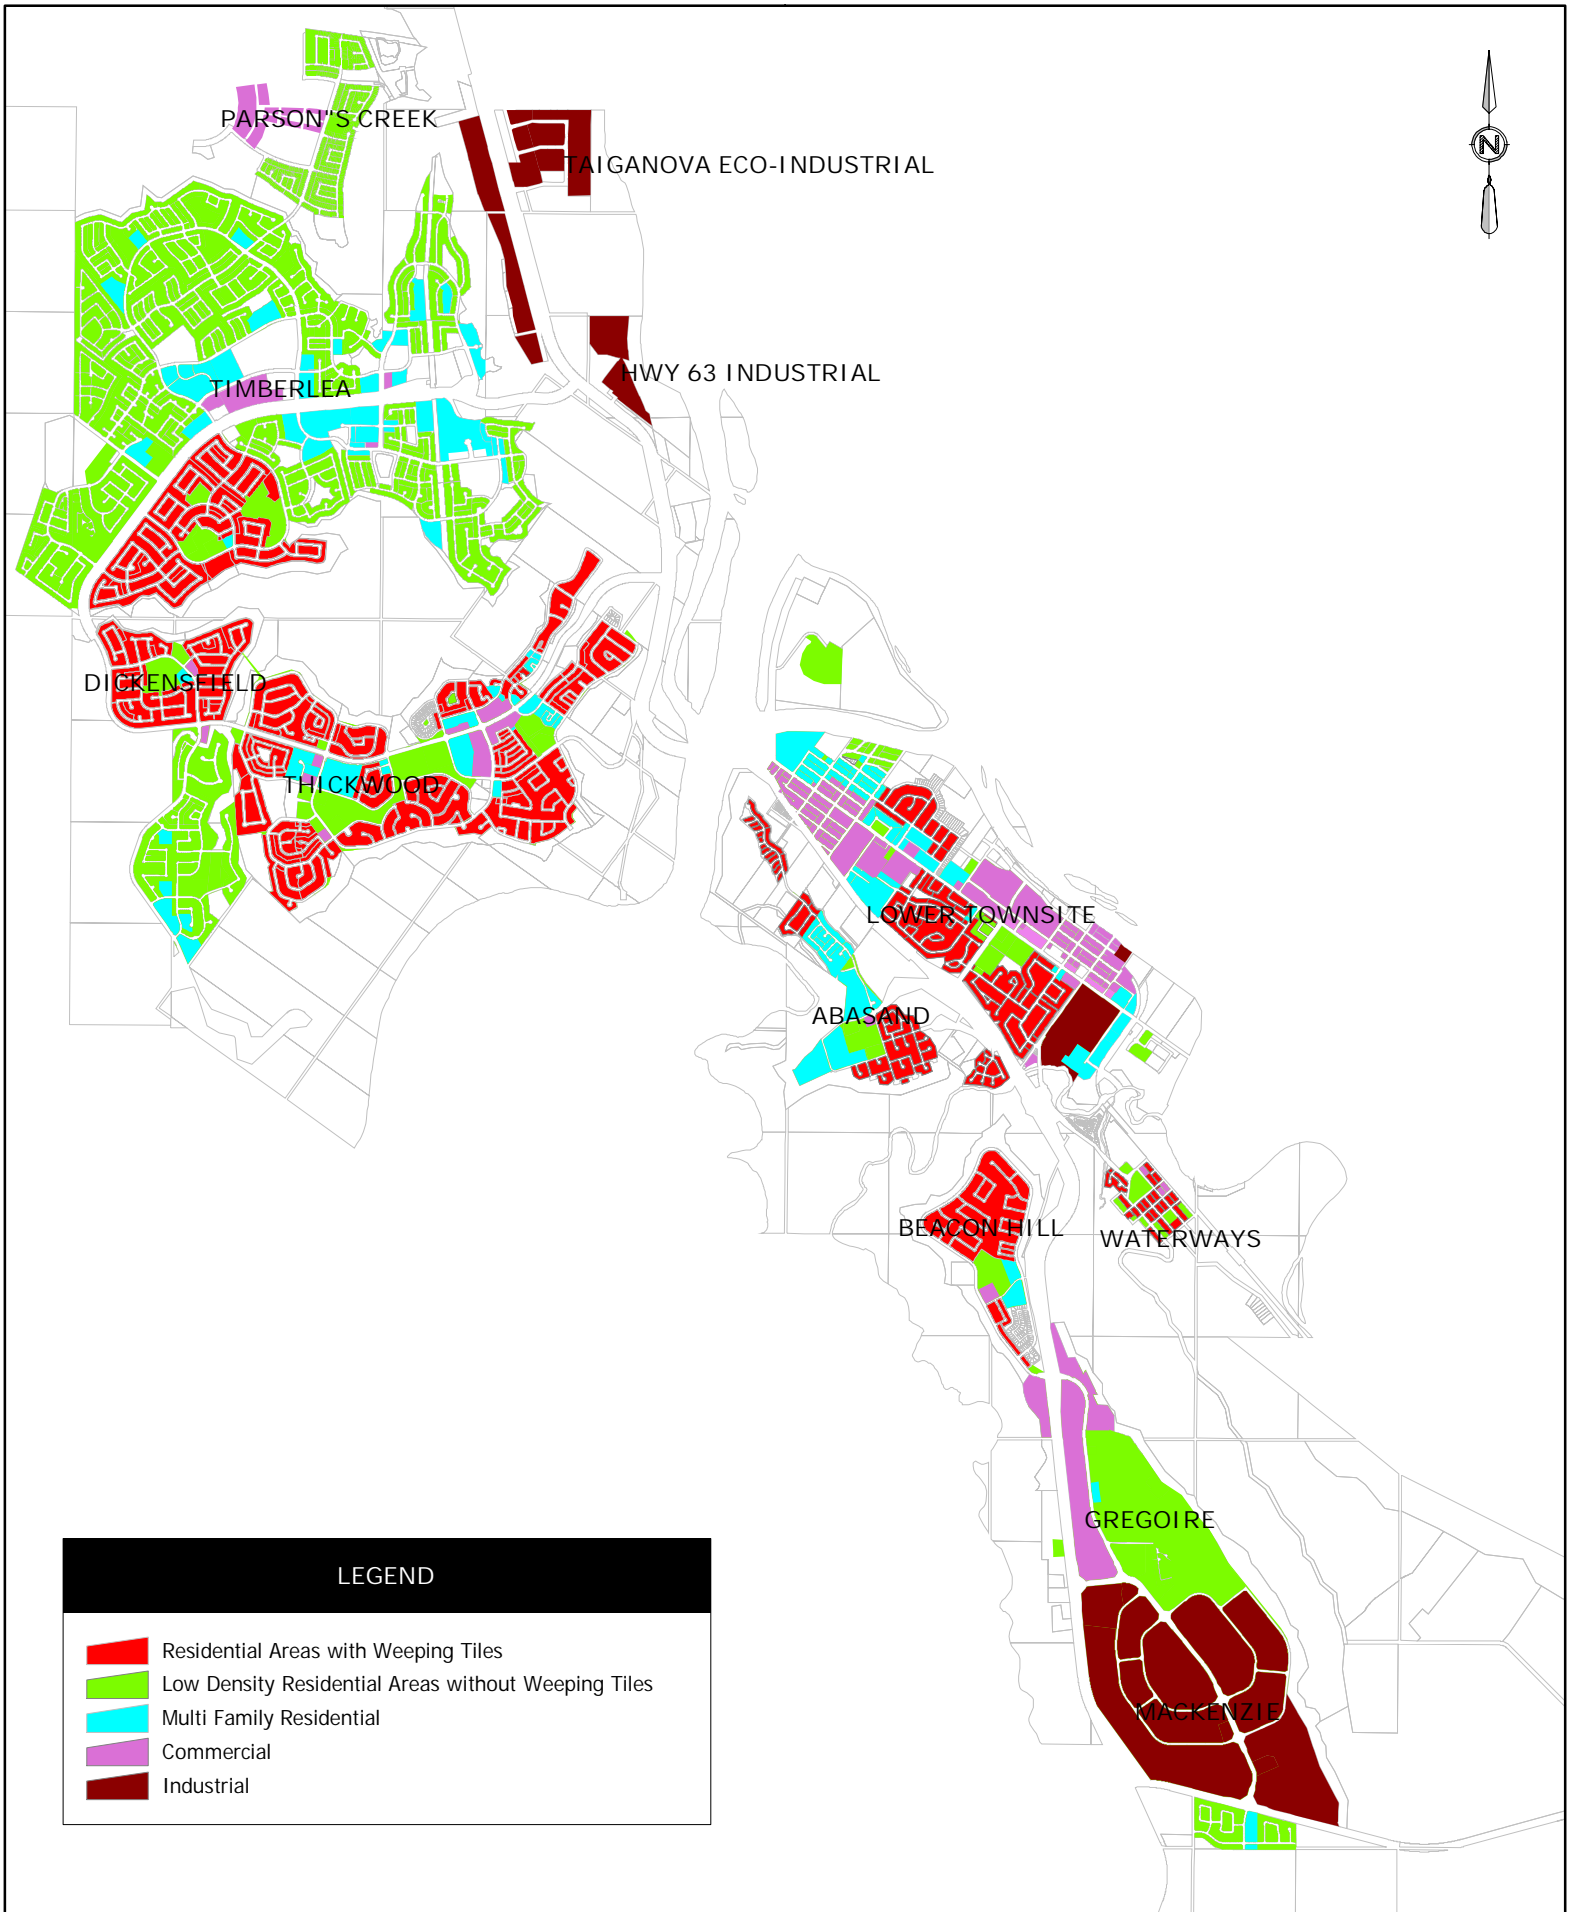 PARSON"S CREEK
N
TAIGANOVA ECO-INDUSTRIAL
HWY 63 INDUSTRIAL
TIMBERLEA
DICKENSFIELD
THICKWOOD
LOWER TOWNSITE
ABASAND
BEACON HILL
WATERWAYS
GREGOIRE
MACKENZIE
LEGEND
Residential Areas with Weeping Tiles
Low Density Residential Areas without Weeping Tiles
Multi Family Residential
Commercial
Industrial